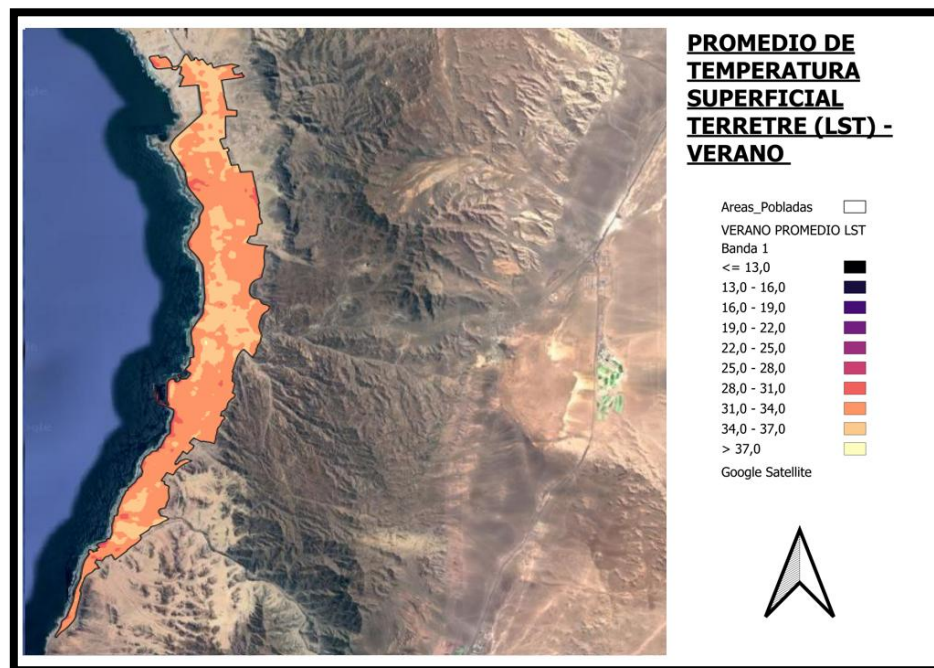 PROMEDIO DE
TEMPERATURA
SUPERFICIAL
TERRETRE (LST) -
VERANO
Areas_Pobladas
VERANO PROMEDIO LST
Banda 1
<= 13,0
13,0 - 16,0
16,0 - 19,0
19,0 - 22,0
22,0 - 25,0
25,0 - 28,0
28,0 - 31,0
31,0 - 34,0
34,0 - 37,0
> 37,0
Google Satellite